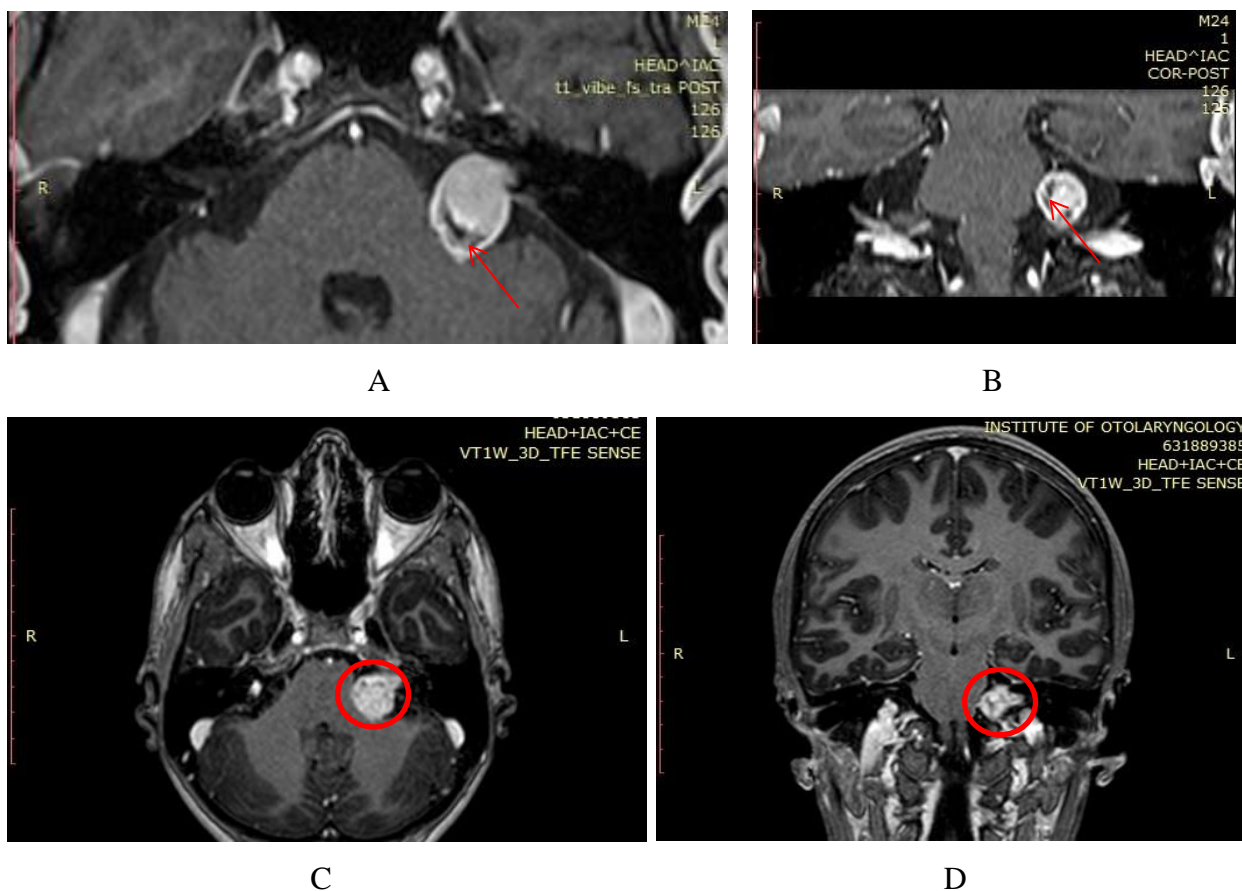 M24
1
HEAD^IAC
t1_vibe_fs_tra POST
126
126
R
L
A
M24
1
HEAD^IAC
COR-POST
126
126
R
L
B
HEAD+IAC+CE
VT1W_3D_TFE SENSE
R
L
C
INSTITUTE OF OTOLARYNGOLOGY
631889385
HEAD+IAC+CE
VT1W_3D_TFE SENSE
R
L
D